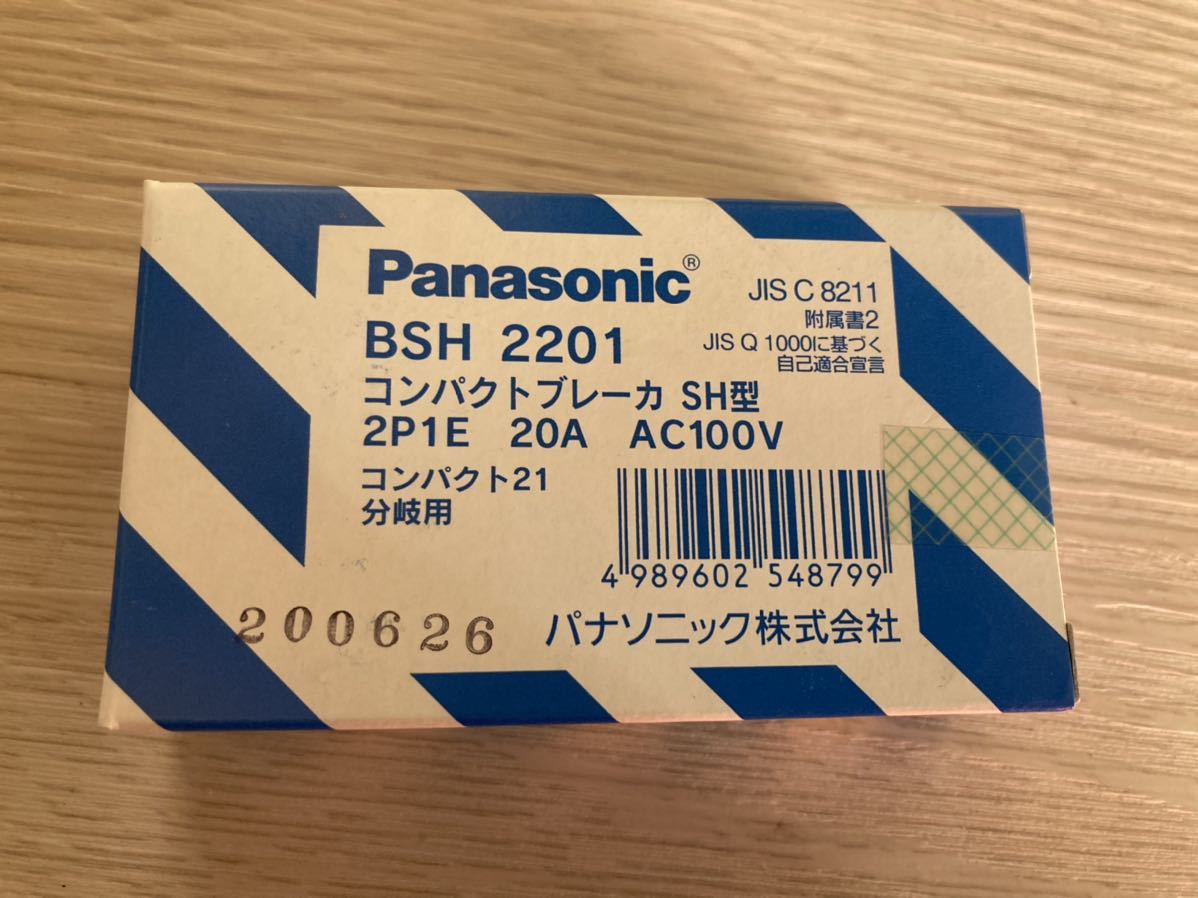 Panasonic®
BSH 2201
コンパクトブレーカ SH型
2P1E 20A AC100V
コンパクト21
分岐用
JIS C 8211
附属書2
JIS Q 1000に基づく
自己適合宣言
4 989602 548799
パナソニック株式会社
200626